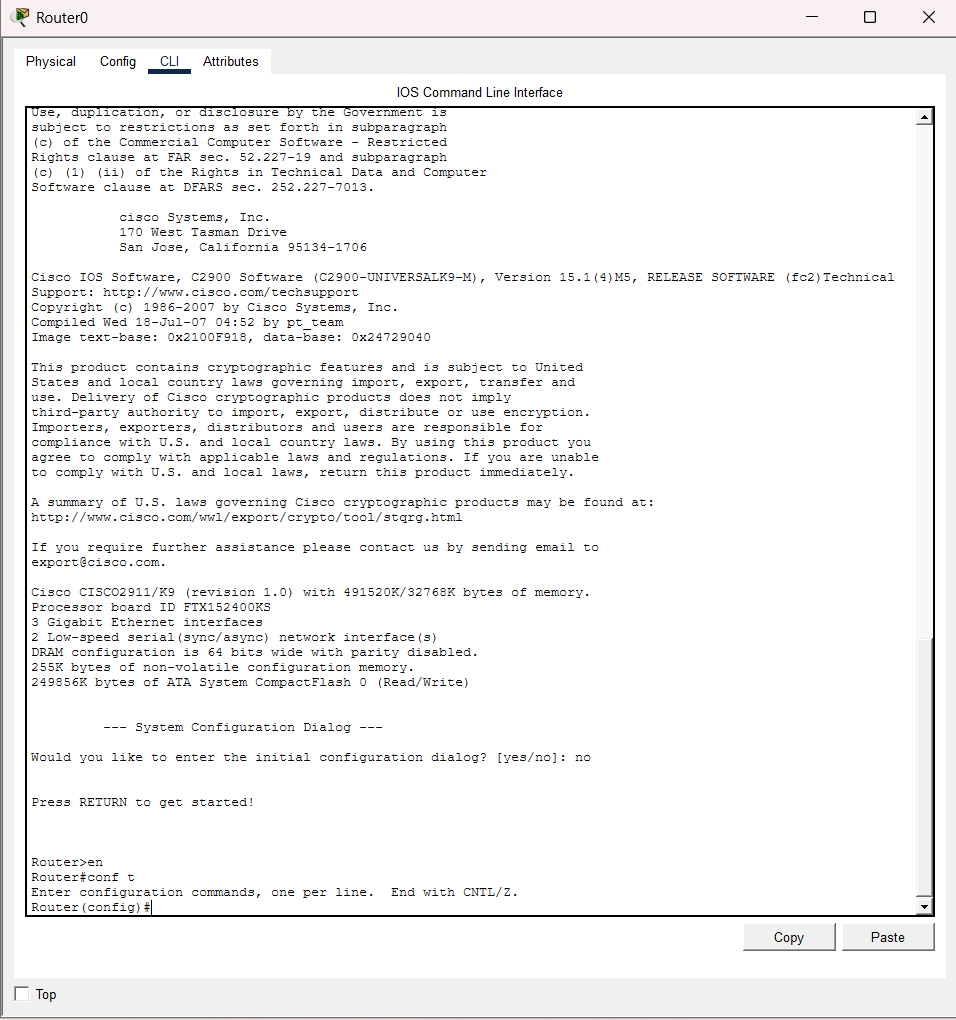 Router0
Physical Config CLI Attributes
IOS Command Line Interface
Use, duplication, or disclosure by the Government is
subject to restrictions as set forth in subparagraph
(c) of the Commercial Computer Software - Restricted
Rights clause at FAR sec. 52.227-19 and subparagraph
(c) (1) (ii) of the Rights in Technical Data and Computer
Software clause at DFARS sec. 252.227-7013.
cisco Systems, Inc.
170 West Tasman Drive
San Jose, California 95134-1706
Cisco IOS Software, C2900 Software (C2900-UNIVERSALK9-M), Version 15.1(4)M5, RELEASE SOFTWARE (fc2)Technical
Support: http://www.cisco.com/techsupport
Copyright (c) 1986-2007 by Cisco Systems, Inc.
Compiled Wed 18-Jul-07 04:52 by pt_team
Image text-base: 0x2100F918, data-base: 0x24729040
This product contains cryptographic features and is subject to United
States and local country laws governing import, export, transfer and
use. Delivery of Cisco cryptographic products does not imply
third-party authority to import, export, distribute or use encryption.
Importers, exporters, distributors and users are responsible for
compliance with U.S. and local country laws. By using this product you
agree to comply with applicable laws and regulations. If you are unable
to comply with U.S. and local laws, return this product immediately.
A summary of U.S. laws governing Cisco cryptographic products may be found at:
http://www.cisco.com/wwl/export/crypto/tool/stqrg.html
If you require further assistance please contact us by sending email to
export@cisco.com.
Cisco CISCO2911/K9 (revision 1.0) with 491520K/32768K bytes of memory.
Processor board ID FTX152400KS
3 Gigabit Ethernet interfaces
2 Low-speed serial(sync/async) network interface(s)
DRAM configuration is 64 bits wide with parity disabled.
255K bytes of non-volatile configuration memory.
249856K bytes of ATA System CompactFlash 0 (Read/Write)
--- System Configuration Dialog ---
Would you like to enter the initial configuration dialog? [yes/no]: no
Press RETURN to get started!
Router>en
Router#conf t
Enter configuration commands, one per line.  End with CNTL/Z.
Router(config)#
Copy Paste
Top